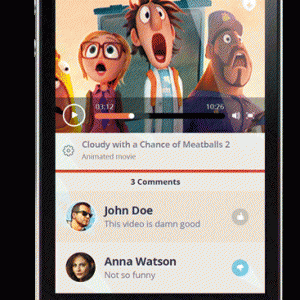 03:12 10:26
Cloudy with a Chance of Meatballs 2
Animated movie
3 Comments
John Doe
This video is damn good
Anna Watson
Not so funny